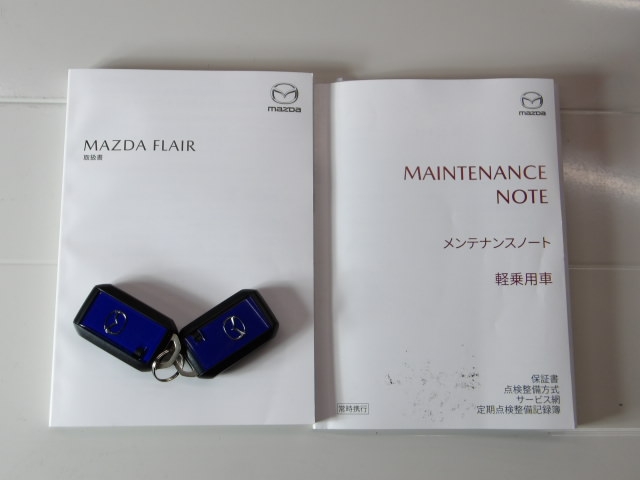 mazda
MAZDA FLAIR
取扱書
mazda
MAINTENANCE
NOTE
メンテナンスノート
軽乗用車
保証書
点検整備方式
サービス網
定期点検整備記録簿
常時携行